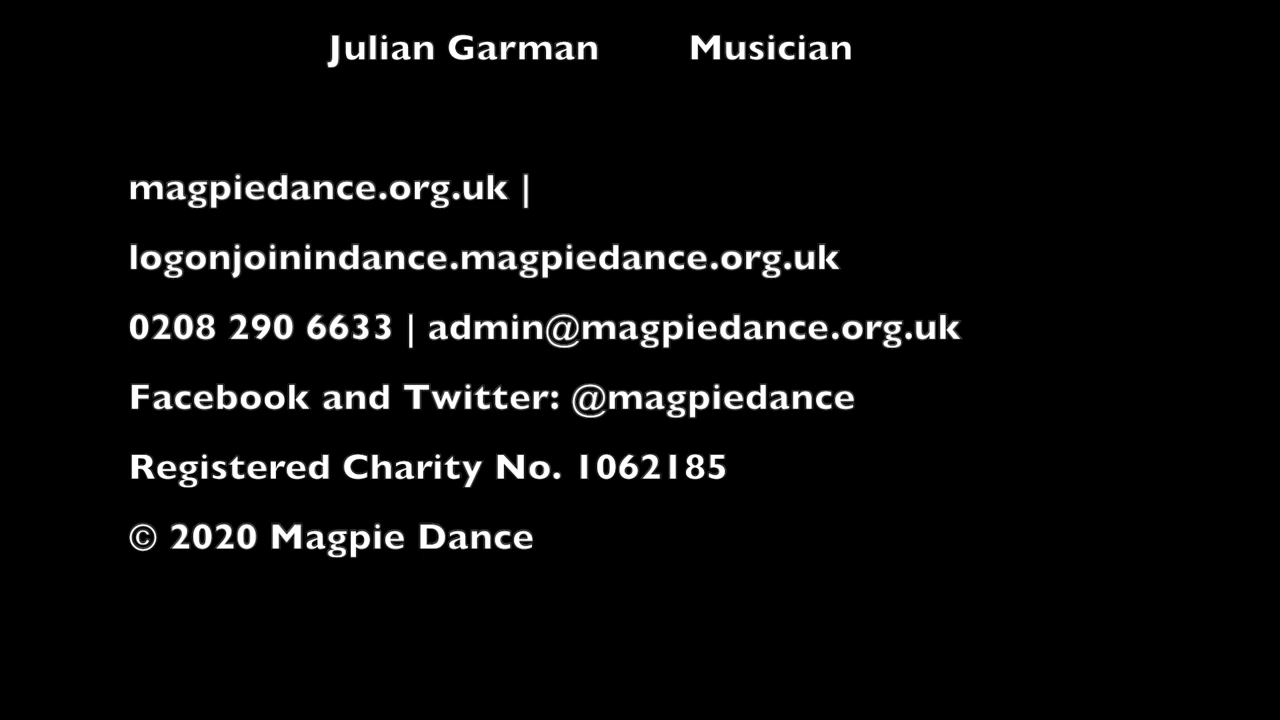 Julian Garman Musician
magpiedance.org.uk |
logonjoinindance.magpiedance.org.uk
0208 290 6633 | admin@magpiedance.org.uk
Facebook and Twitter: @magpiedance
Registered Charity No. 1062185
© 2020 Magpie Dance